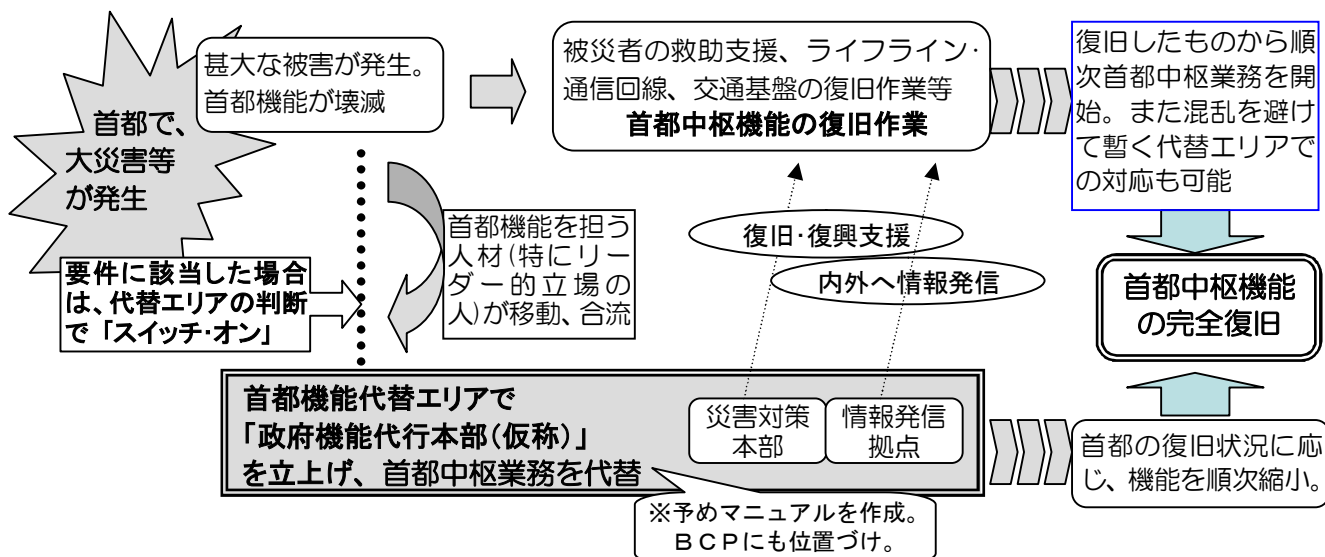 首都で、
大災害等
が発生
甚大な被害が発生。
首都機能が壊滅
被災者の救助支援、ライフライン・
通信回線、交通基盤の復旧作業等
首都中枢機能の復旧作業
復旧したものから順
次首都中枢業務を開
始。また混乱を避け
て暫く代替エリアで
の対応も可能
要件に該当した場合
は、代替エリアの判断
で「スイッチ・オン」
首都機能を担う
人材(特にリー
ダー的立場の
人)が移動、合流
復旧・復興支援
内外へ情報発信
首都中枢機能
の完全復旧
首都機能代替エリアで
「政府機能代行本部(仮称)」
を立上げ、首都中枢業務を代替
災害対策
本部
情報発信
拠点
首都の復旧状況に応
じ、機能を順次縮小。
※予めマニュアルを作成。
BCPにも位置づけ。